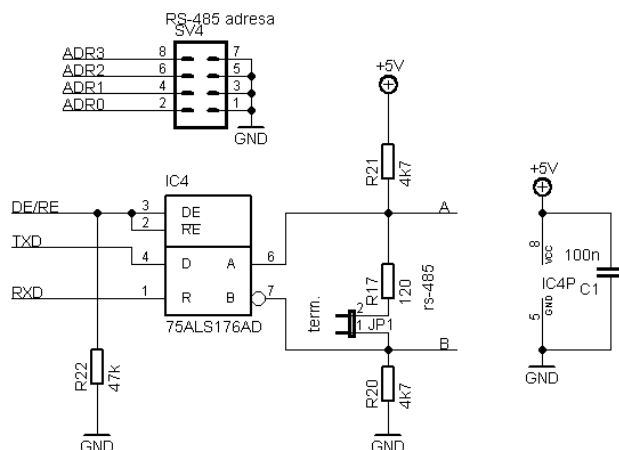 RS-485 adresa
SV4
ADR3 8 7
ADR2 6 5
ADR1 4 3
ADR0 2 1
GND
+5V
R21
4k7
IC4
DE/RE 3 DE
2 RE
TXD 4 D A 6 A
RXD 1 R B 7 B
75ALS176AD
R22
47k
GND
R17
120
rs-485
term.
2
1 JP1
R20
4k7
GND
+5V
8 VCC
100n
IC4P C1
5 GND
GND